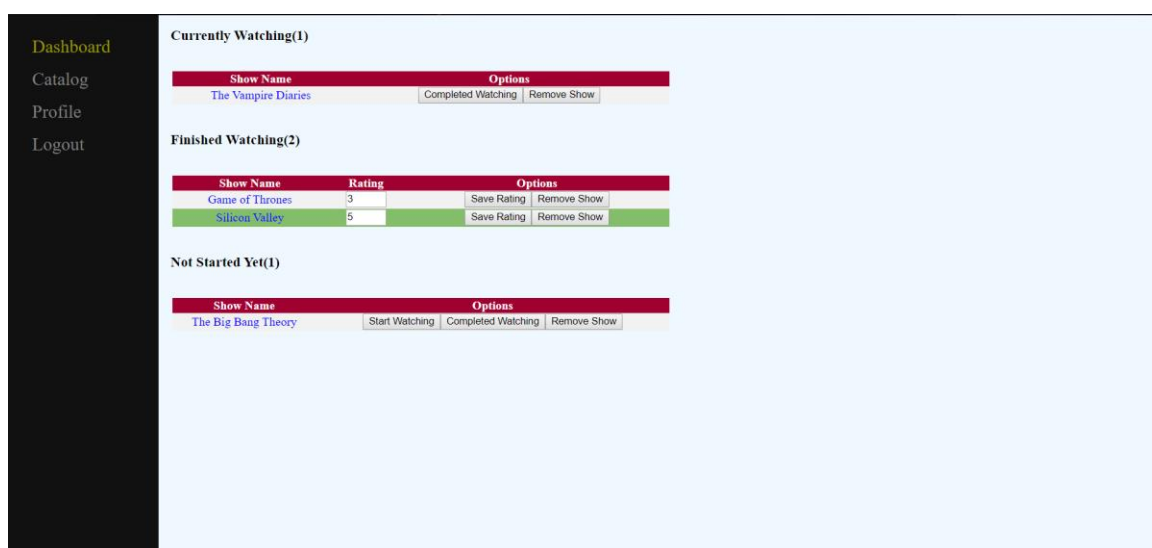 Dashboard
Catalog
Profile
Logout
Currently Watching(1)
Show Name Options
The Vampire Diaries Completed Watching Remove Show
Finished Watching(2)
Show Name Rating Options
Game of Thrones 3 Save Rating Remove Show
Silicon Valley 5 Save Rating Remove Show
Not Started Yet(1)
Show Name Options
The Big Bang Theory Start Watching Completed Watching Remove Show